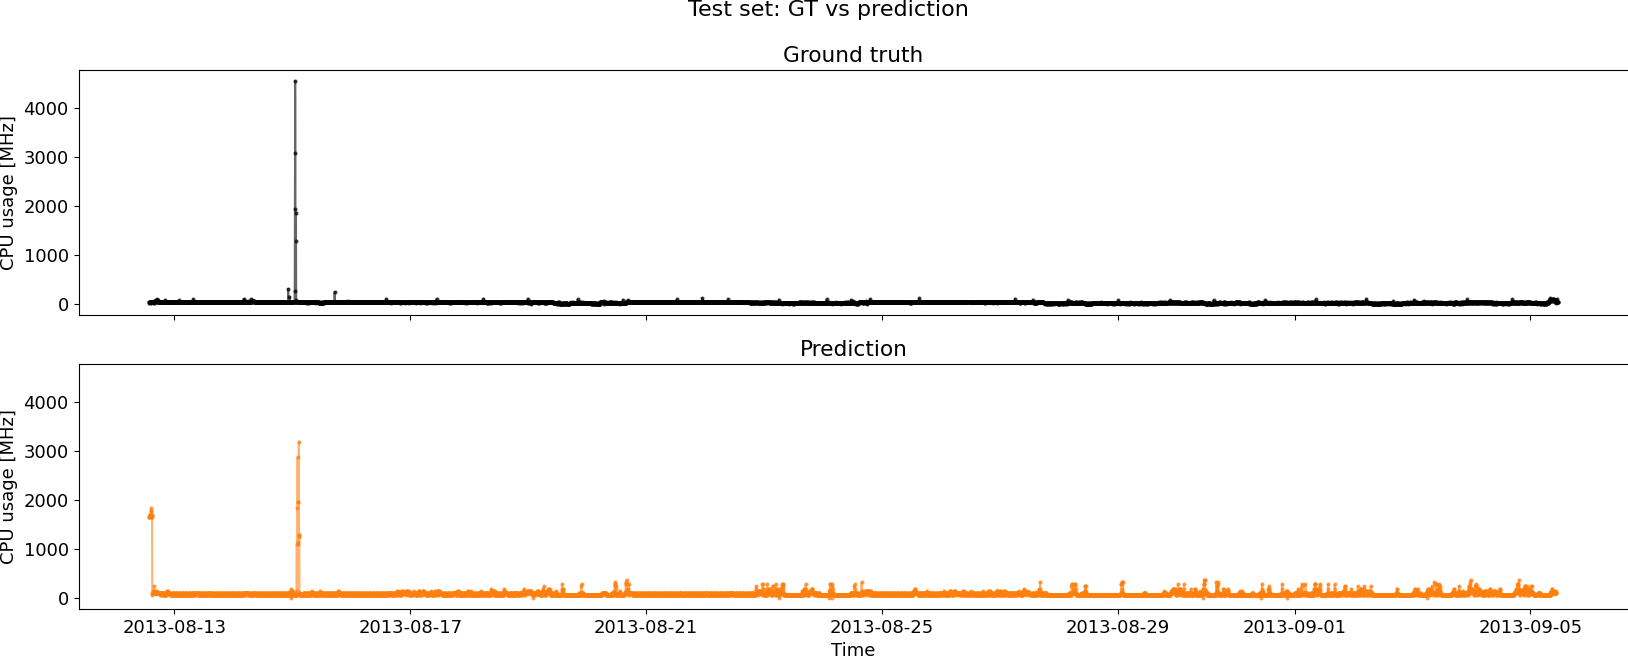 Test set: GT vs prediction
Ground truth
CPU usage [MHz]
4000
3000
2000
1000
0
Prediction
CPU usage [MHz]
4000
3000
2000
1000
0
2013-08-13 2013-08-17 2013-08-21 2013-08-25 2013-08-29 2013-09-01 2013-09-05
Time